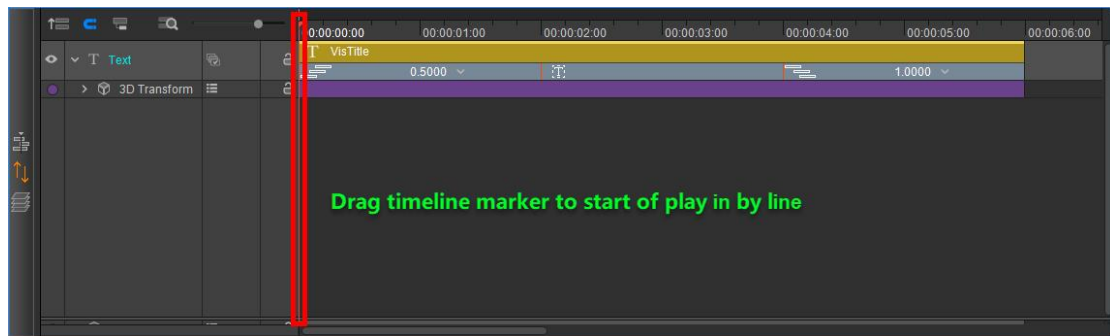 00:00:00:00 00:00:01:00 00:00:02:00 00:00:03:00 00:00:04:00 00:00:05:00 00:00:06:00
T VisTitle
T Text
0.5000 T 1.0000
3D Transform
Drag timeline marker to start of play in by line